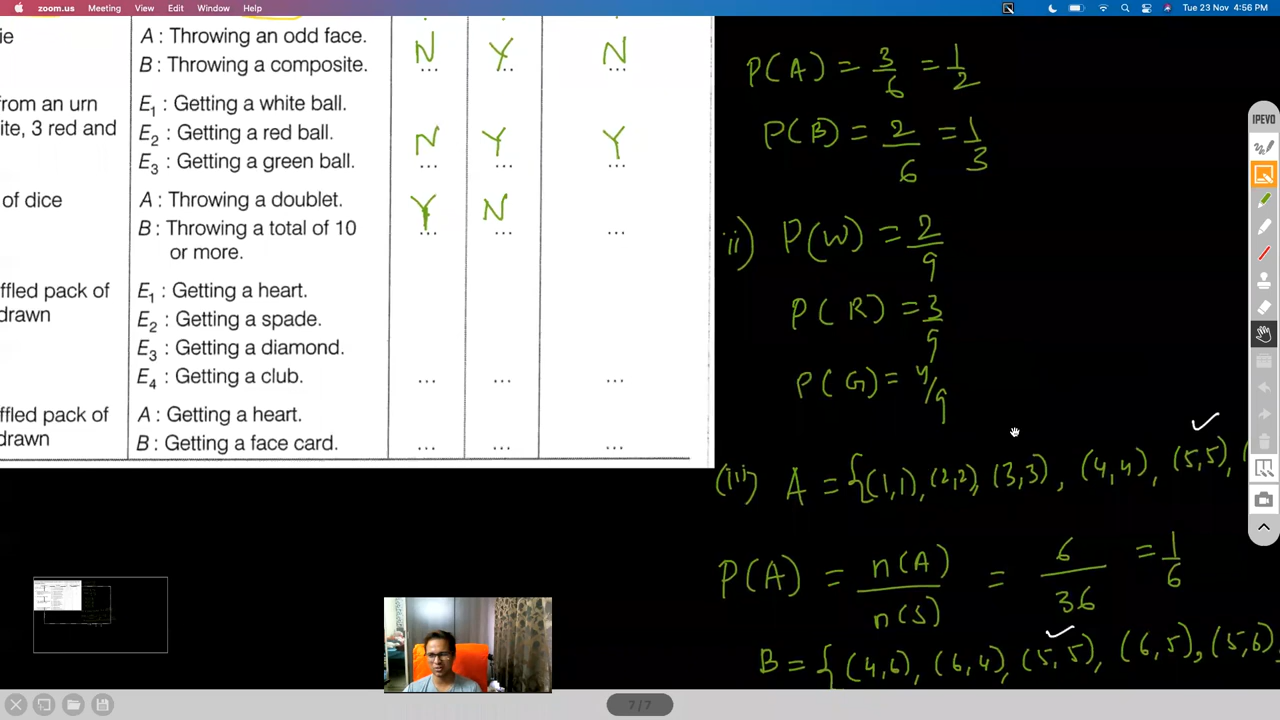 zoom.us Meeting View Edit Window Help Tue 23 Nov 4:56 PM
ie A : Throwing an odd face. N Y N
B : Throwing a composite. ... ... ...
from an urn E1 : Getting a white ball.
ite, 3 red and E2 : Getting a red ball. N Y Y
E3 : Getting a green ball. ... ... ...
of dice A : Throwing a doublet. Y N
B : Throwing a total of 10 ... ... ...
or more.
ffled pack of E1 : Getting a heart.
drawn E2 : Getting a spade.
E3 : Getting a diamond.
E4 : Getting a club. ... ... ...
ffled pack of A : Getting a heart.
drawn B : Getting a face card. ... ... ...
P(A) = 3/6 = 1/2
P(B) = 2/6 = 1/3
ii) P(W) = 2/9
P(R) = 3/9
P(G) = 4/9
(iii) A = {(1,1), (2,2), (3,3), (4,4), (5,5), (
P(A) = n(A)/n(S) = 6/36 = 1/6
B = {(4,6), (6,4), (5,5), (6,5), (5,6),
IPEVO
7 / 7